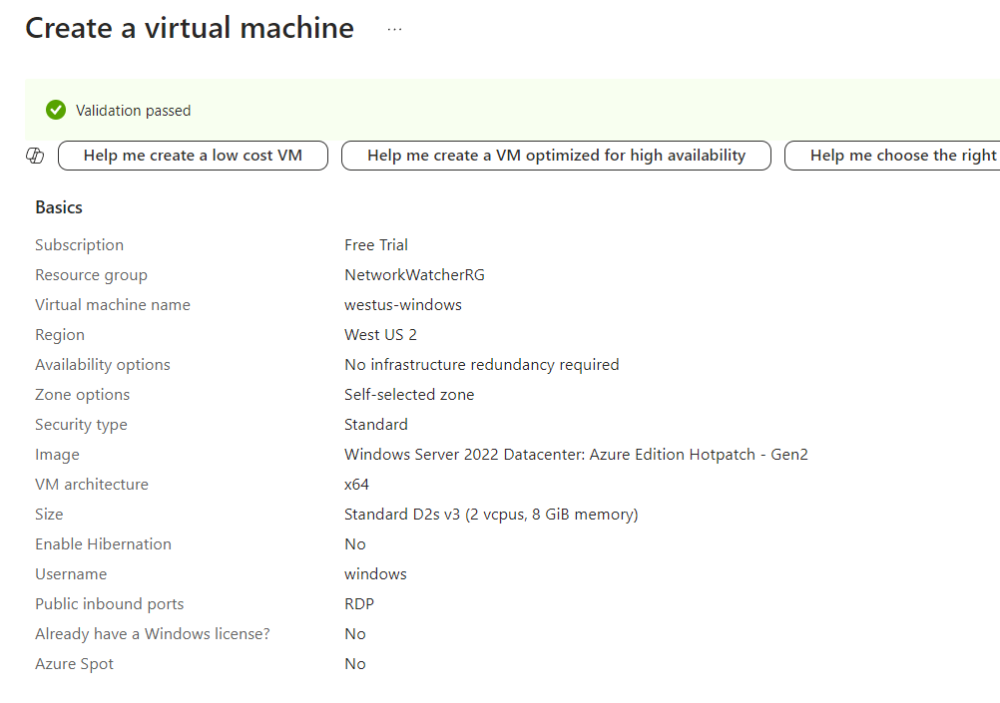 Create a virtual machine ...
Validation passed
Help me create a low cost VM Help me create a VM optimized for high availability Help me choose the right
Basics
Subscription Free Trial
Resource group NetworkWatcherRG
Virtual machine name westus-windows
Region West US 2
Availability options No infrastructure redundancy required
Zone options Self-selected zone
Security type Standard
Image Windows Server 2022 Datacenter: Azure Edition Hotpatch - Gen2
VM architecture x64
Size Standard D2s v3 (2 vcpus, 8 GiB memory)
Enable Hibernation No
Username windows
Public inbound ports RDP
Already have a Windows license? No
Azure Spot No